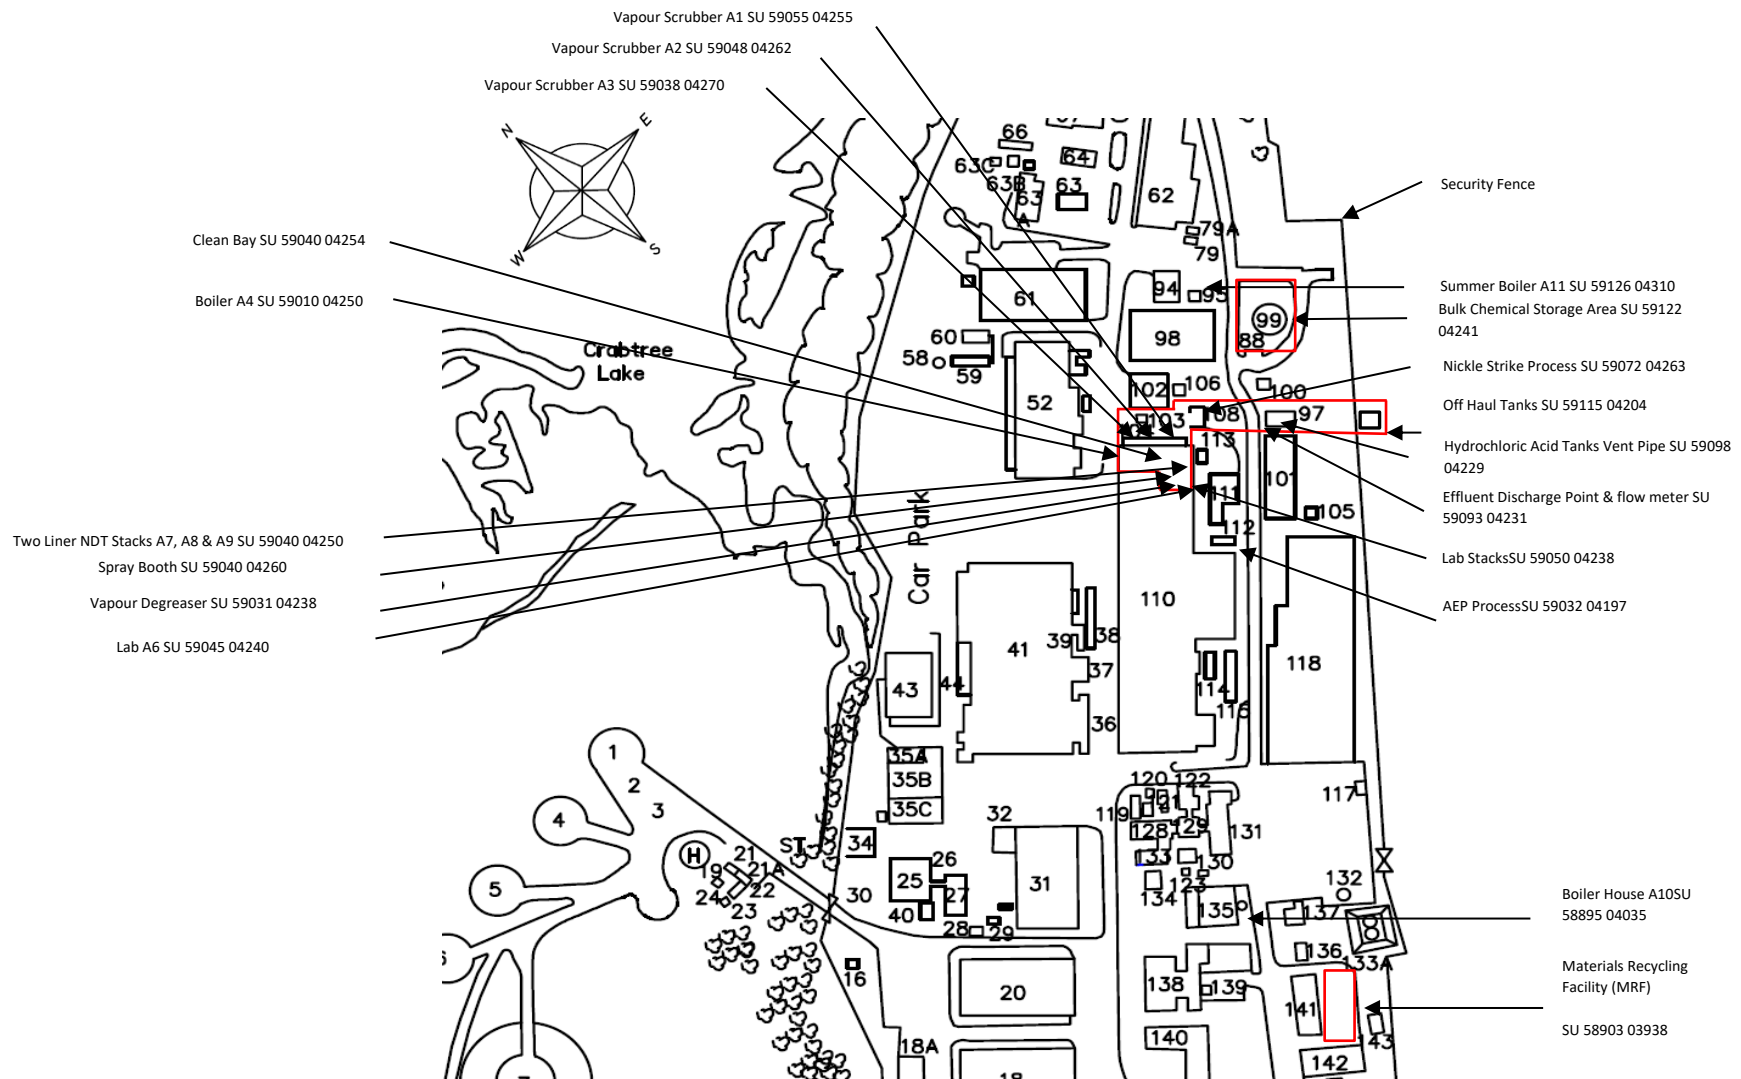 Vapour Scrubber A1 SU 59055 04255
Vapour Scrubber A2 SU 59048 04262
Vapour Scrubber A3 SU 59038 04270
N
E
W
S
Clean Bay SU 59040 04254
Boiler A4 SU 59010 04250
Two Liner NDT Stacks A7, A8 & A9 SU 59040 04250
Spray Booth SU 59040 04260
Vapour Degreaser SU 59031 04238
Lab A6 SU 59045 04240
Security Fence
Summer Boiler A11 SU 59126 04310
Bulk Chemical Storage Area SU 59122
04241
Nickle Strike Process SU 59072 04263
Off Haul Tanks SU 59115 04204
Hydrochloric Acid Tanks Vent Pipe SU 59098
04229
Effluent Discharge Point & flow meter SU
59093 04231
Lab StacksSU 59050 04238
AEP ProcessSU 59032 04197
Boiler House A10SU
58895 04035
Materials Recycling
Facility (MRF)
SU 58903 03938
Crabtree
Lake
Car Park
66
64
63C
63B
63
63
A
62
79A
79
61
94
95
99
88
98
60
58
59
52
102
106
100
103
108
97
113
101
111
105
112
110
41
39
38
37
36
118
43
44
114
115
35A
35B
35C
32
34
ST
1
2
3
4
5
H
21
21A
19
22
24
23
26
25
27
30
31
40
28
29
16
20
18A
18
120
122
121
119
128
129
131
133
130
123
134
135
117
132
137
136
133A
138
139
141
143
140
142